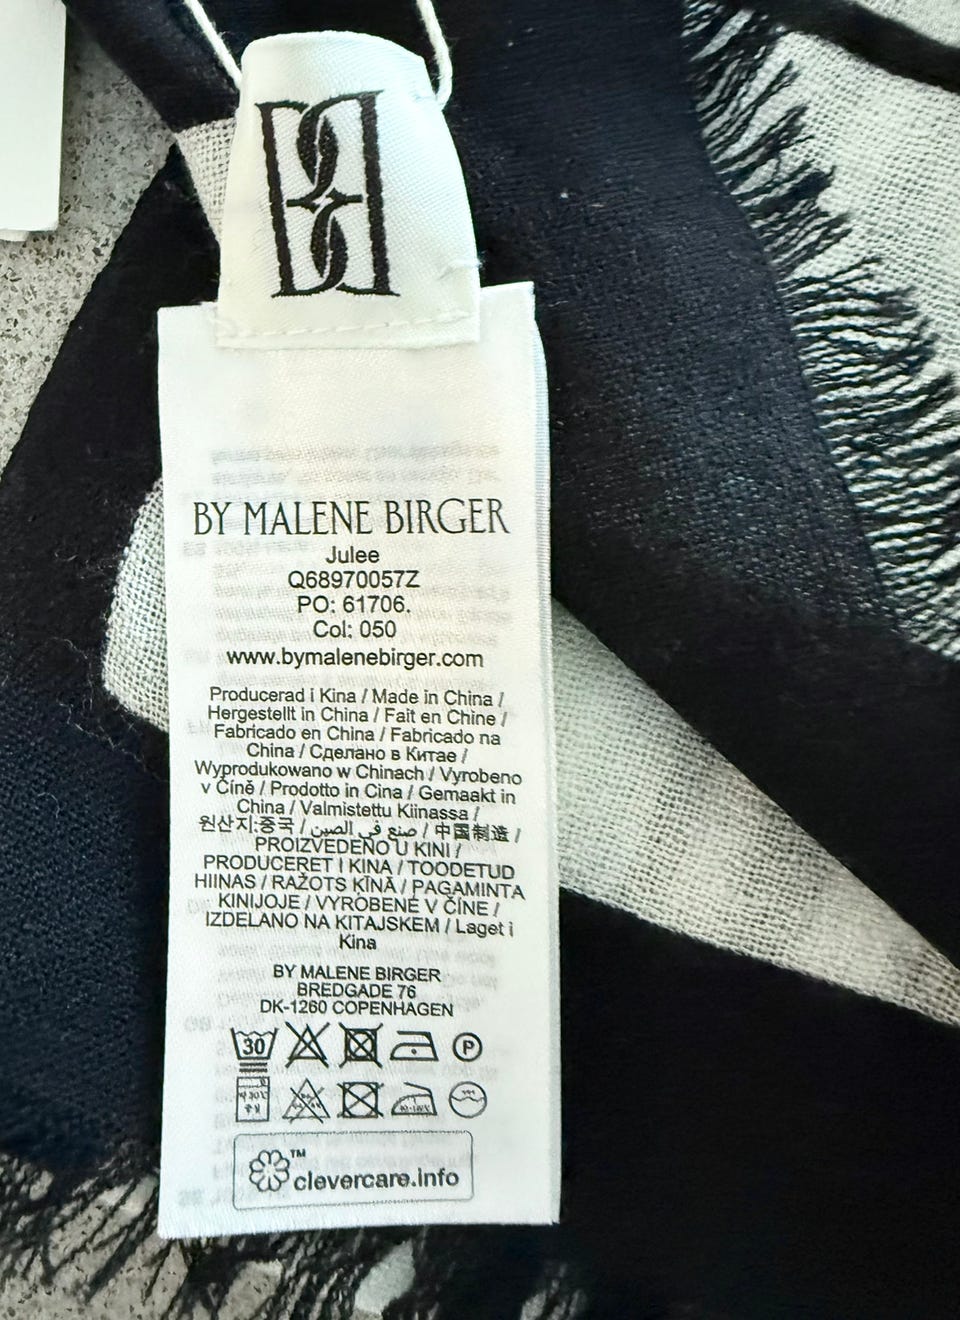 BY MALENE BIRGER
Julee
Q68970057Z
PO: 61706.
Col: 050
www.bymalenebirger.com
Producerad i Kina / Made in China /
Hergestellt in China / Fait en Chine /
Fabricado en China / Fabricado na
China / Сделано в Китае /
Wyprodukowano w Chinach / Vyrobeno
v Číně / Prodotto in Cina / Gemaakt in
China / Valmistettu Kiinassa /
원산지:중국 / صنع في الصين / 中国制造 /
PROIZVEDENO U KINI /
PRODUCERET I KINA / TOODETUD
HIINAS / RAŽOTS ĶĪNĀ / PAGAMINTA
KINIJOJE / VYROBENÉ V ČÍNE /
IZDELANO NA KITAJSKEM / Laget i
Kina
BY MALENE BIRGER
BREDGADE 76
DK-1260 COPENHAGEN
30 P
™ clevercare.info